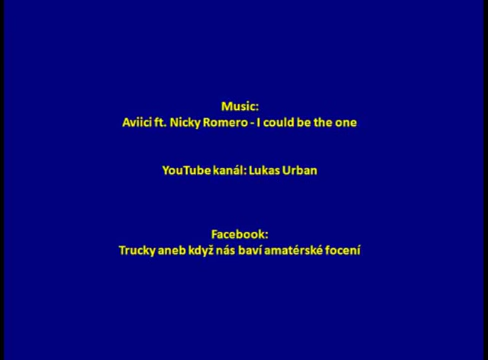 Music:
Aviici ft. Nicky Romero - I could be the one
YouTube kanál: Lukas Urban
Facebook:
Trucky aneb když nás baví amatérské focení